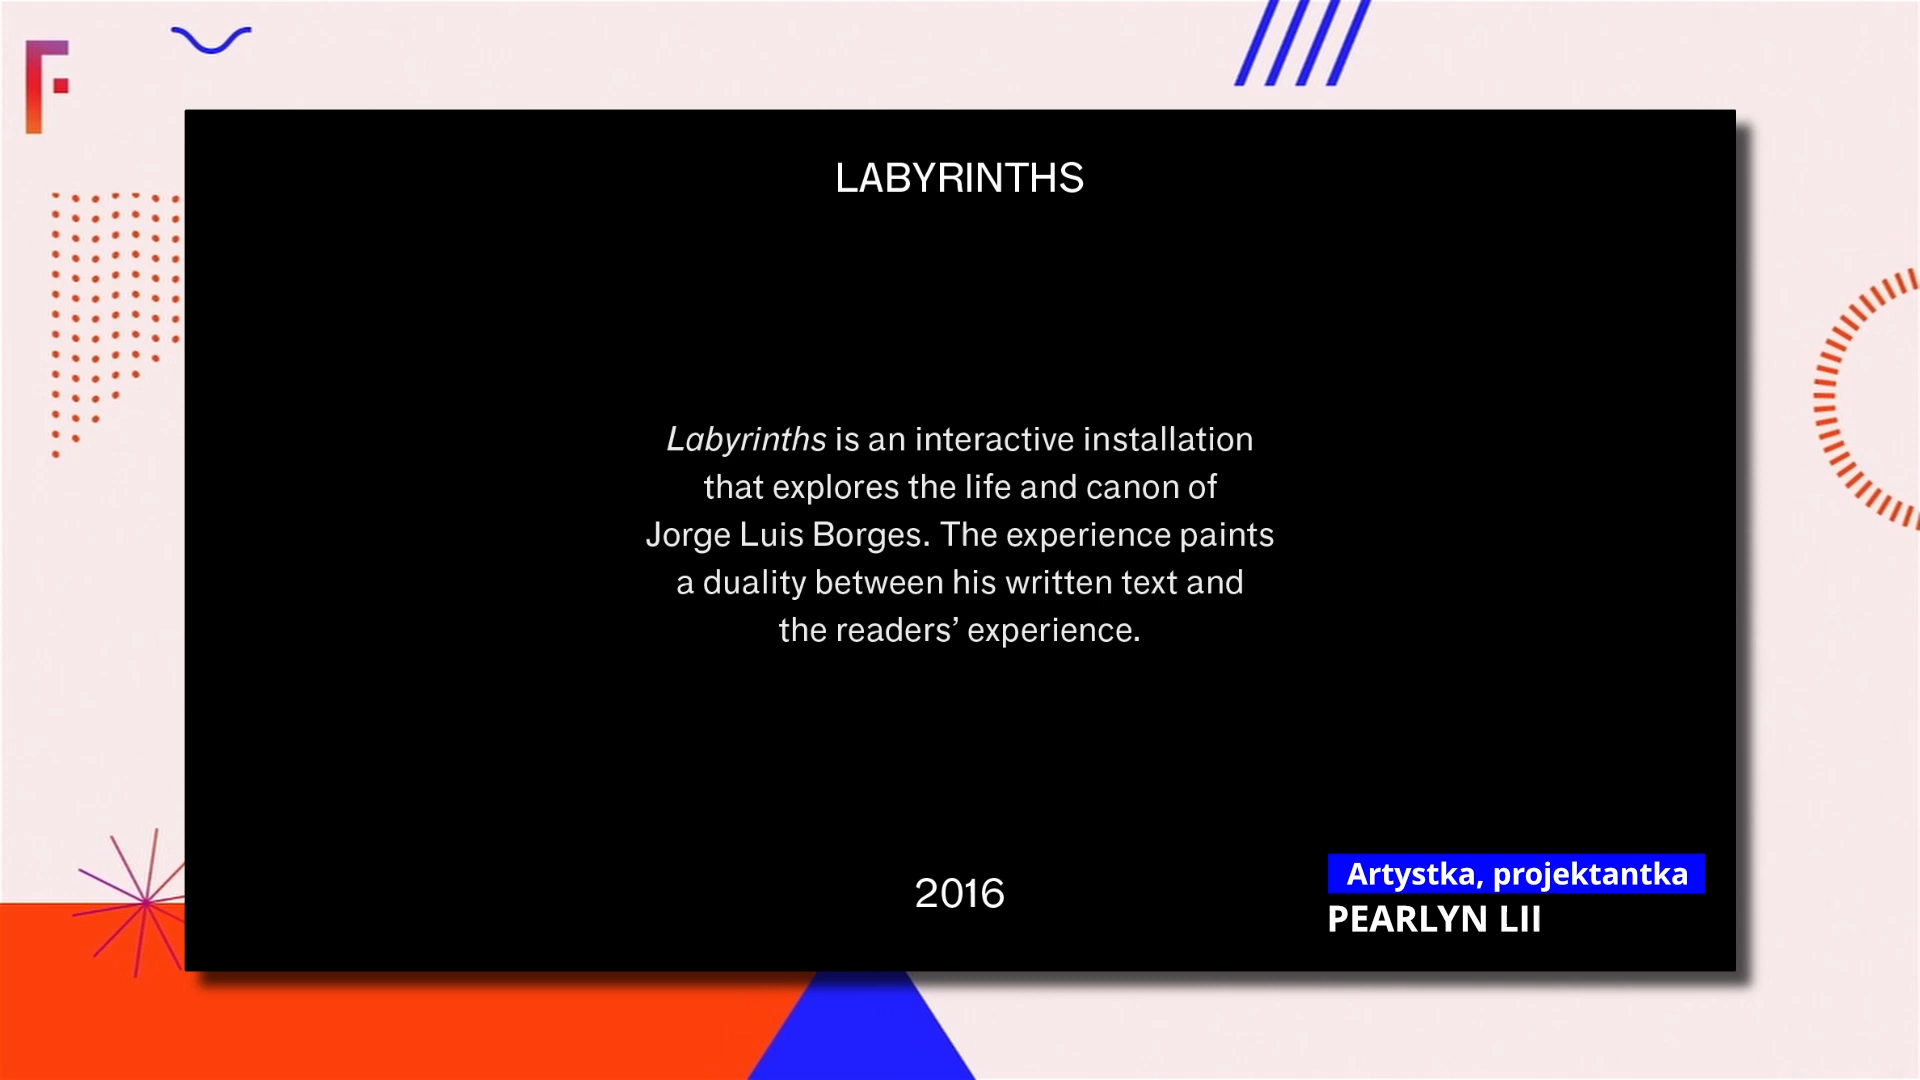 F
LABYRINTHS
Labyrinths is an interactive installation
that explores the life and canon of
Jorge Luis Borges. The experience paints
a duality between his written text and
the readers’ experience.
2016
Artystka, projektantka
PEARLYN LII